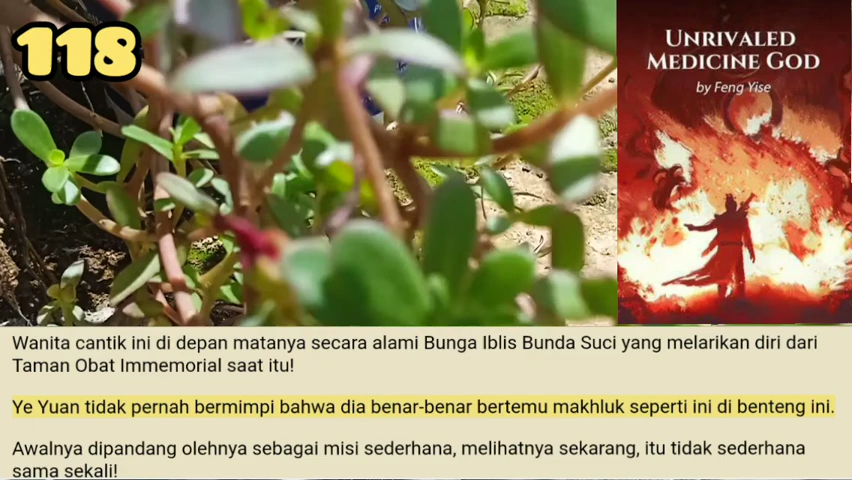 118
UNRIVALED
MEDICINE GOD
by Feng Yise
Wanita cantik ini di depan matanya secara alami Bunga Iblis Bunda Suci yang melarikan diri dari
Taman Obat Immemorial saat itu!
Ye Yuan tidak pernah bermimpi bahwa dia benar-benar bertemu makhluk seperti ini di benteng ini.
Awalnya dipandang olehnya sebagai misi sederhana, melihatnya sekarang, itu tidak sederhana
sama sekali!